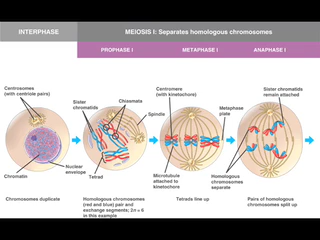 INTERPHASE
MEIOSIS I: Separates homologous chromosomes
PROPHASE I
METAPHASE I
ANAPHASE I
Centrosomes
(with centriole pairs)
Sister
chromatids
Chiasmata
Spindle
Centromere
(with kinetochore)
Metaphase
plate
Sister chromatids
remain attached
Nuclear
envelope
Chromatin
Tetrad
Microtubule
attached to
kinetochore
Homologous
chromosomes
separate
Chromosomes duplicate
Homologous chromosomes
(red and blue) pair and
exchange segments; 2n = 6
in this example
Tetrads line up
Pairs of homologous
chromosomes split up